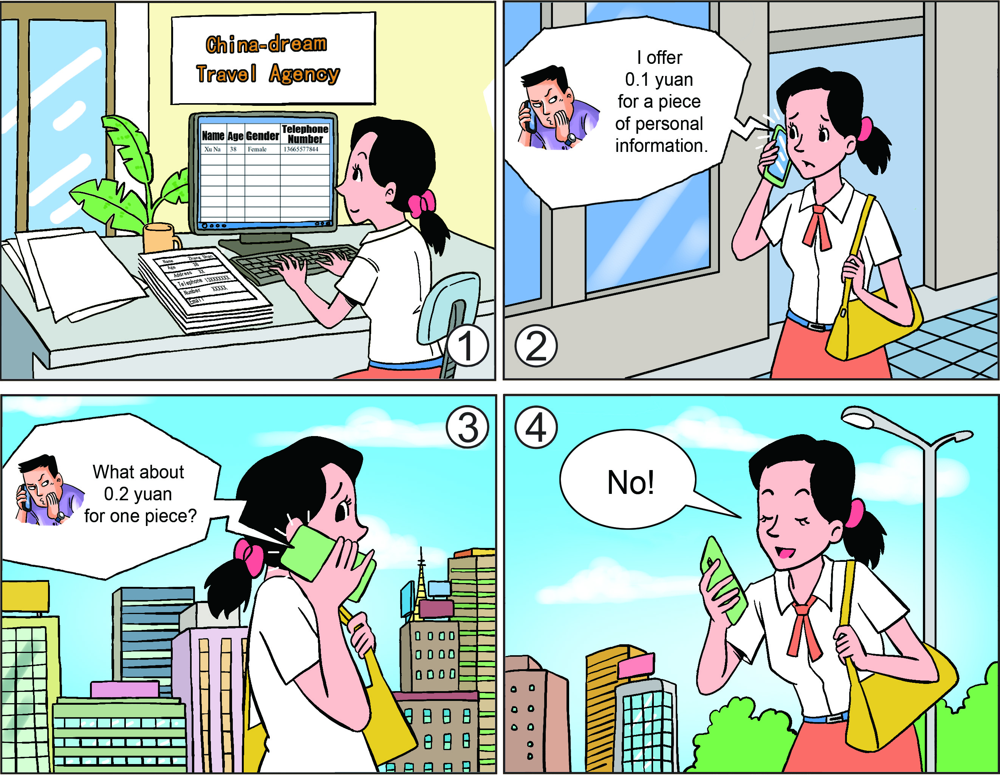 China-dream
Travel Agency
Name Age Gender Telephone Number
Xu Na 38 Female 13665577844
Name Zhang Shan
Age 38
Address XX
Telephone 13XXXXXXX
Number XXXXX
Email
1
I offer
0.1 yuan
for a piece
of personal
information.
2
What about
0.2 yuan
for one piece?
3
4
No!